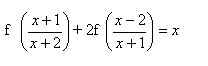 f ((x+1)/(x+2)) + 2f ((x−2)/(x+1)) = x